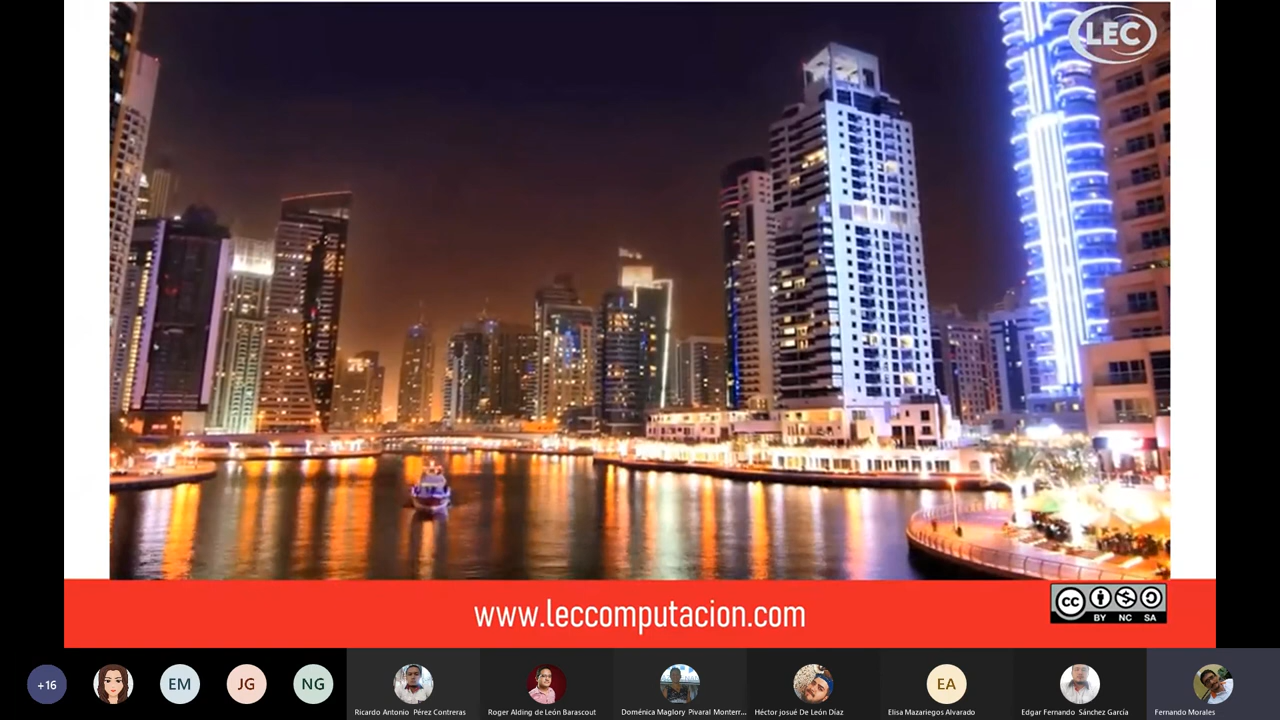 LEC
www.leccomputacion.com
CC BY NC SA
+16
EM
JG
NG
Ricardo Antonio Pérez Contreras
Roger Alding de León Barascout
Doménica Maglory Pivaral Monterr...
Héctor josué De León Díaz
EA
Elisa Mazariegos Alvarado
Edgar Fernando Sánchez García
Fernando Morales